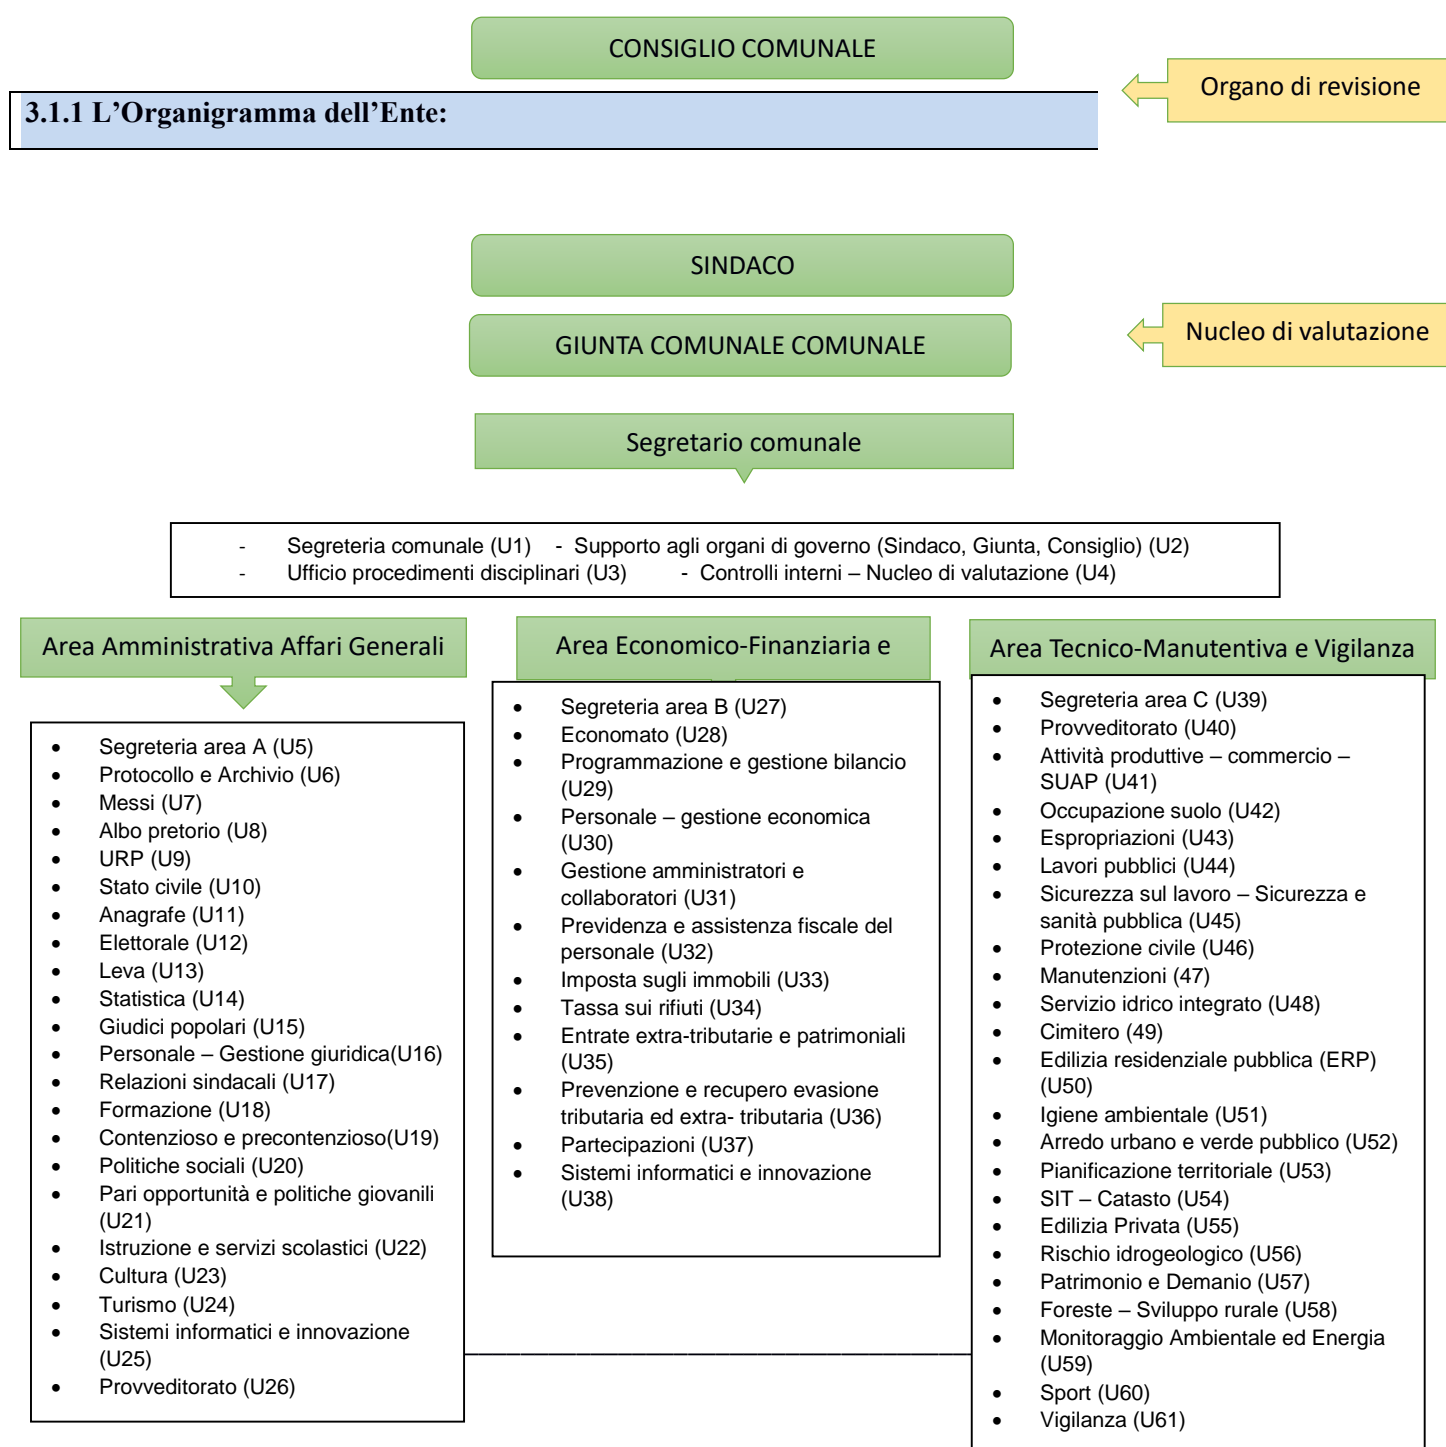 CONSIGLIO COMUNALE
Organo di revisione
3.1.1 L’Organigramma dell’Ente:
SINDACO
GIUNTA COMUNALE COMUNALE
Nucleo di valutazione
Segretario comunale
- Segreteria comunale (U1) - Supporto agli organi di governo (Sindaco, Giunta, Consiglio) (U2)
- Ufficio procedimenti disciplinari (U3) - Controlli interni – Nucleo di valutazione (U4)
Area Amministrativa Affari Generali
• Segreteria area A (U5)
• Protocollo e Archivio (U6)
• Messi (U7)
• Albo pretorio (U8)
• URP (U9)
• Stato civile (U10)
• Anagrafe (U11)
• Elettorale (U12)
• Leva (U13)
• Statistica (U14)
• Giudici popolari (U15)
• Personale – Gestione giuridica(U16)
• Relazioni sindacali (U17)
• Formazione (U18)
• Contenzioso e precontenzioso(U19)
• Politiche sociali (U20)
• Pari opportunità e politiche giovanili
(U21)
• Istruzione e servizi scolastici (U22)
• Cultura (U23)
• Turismo (U24)
• Sistemi informatici e innovazione
(U25)
• Provveditorato (U26)
Area Economico-Finanziaria e
• Segreteria area B (U27)
• Economato (U28)
• Programmazione e gestione bilancio
(U29)
• Personale – gestione economica
(U30)
• Gestione amministratori e
collaboratori (U31)
• Previdenza e assistenza fiscale del
personale (U32)
• Imposta sugli immobili (U33)
• Tassa sui rifiuti (U34)
• Entrate extra-tributarie e patrimoniali
(U35)
• Prevenzione e recupero evasione
tributaria ed extra- tributaria (U36)
• Partecipazioni (U37)
• Sistemi informatici e innovazione
(U38)
Area Tecnico-Manutentiva e Vigilanza
• Segreteria area C (U39)
• Provveditorato (U40)
• Attività produttive – commercio –
SUAP (U41)
• Occupazione suolo (U42)
• Espropriazioni (U43)
• Lavori pubblici (U44)
• Sicurezza sul lavoro – Sicurezza e
sanità pubblica (U45)
• Protezione civile (U46)
• Manutenzioni (47)
• Servizio idrico integrato (U48)
• Cimitero (49)
• Edilizia residenziale pubblica (ERP)
(U50)
• Igiene ambientale (U51)
• Arredo urbano e verde pubblico (U52)
• Pianificazione territoriale (U53)
• SIT – Catasto (U54)
• Edilizia Privata (U55)
• Rischio idrogeologico (U56)
• Patrimonio e Demanio (U57)
• Foreste – Sviluppo rurale (U58)
• Monitoraggio Ambientale ed Energia
(U59)
• Sport (U60)
• Vigilanza (U61)